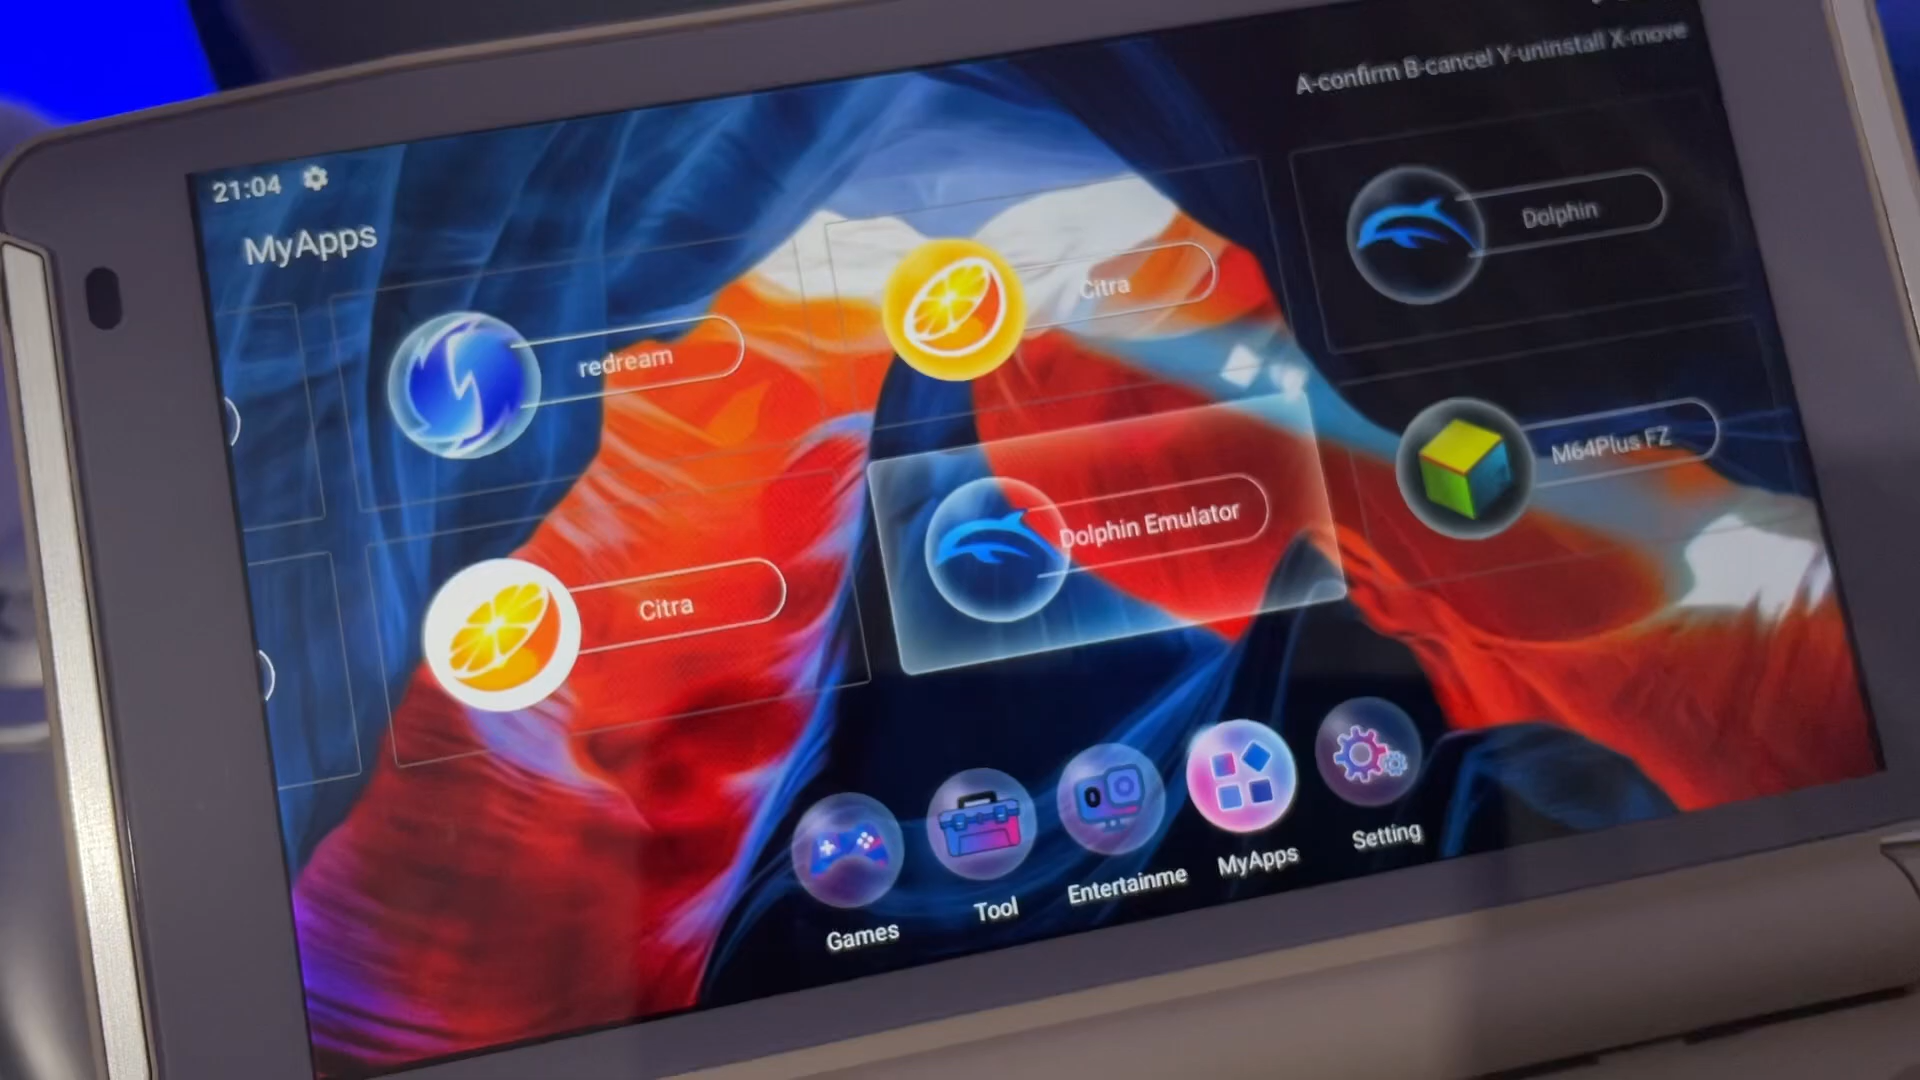 A-confirm B-cancel Y-uninstall X-move
21:04
MyApps
redream
Citra
Dolphin
Citra
Dolphin Emulator
M64Plus FZ
Games
Tool
Entertainme
MyApps
Setting